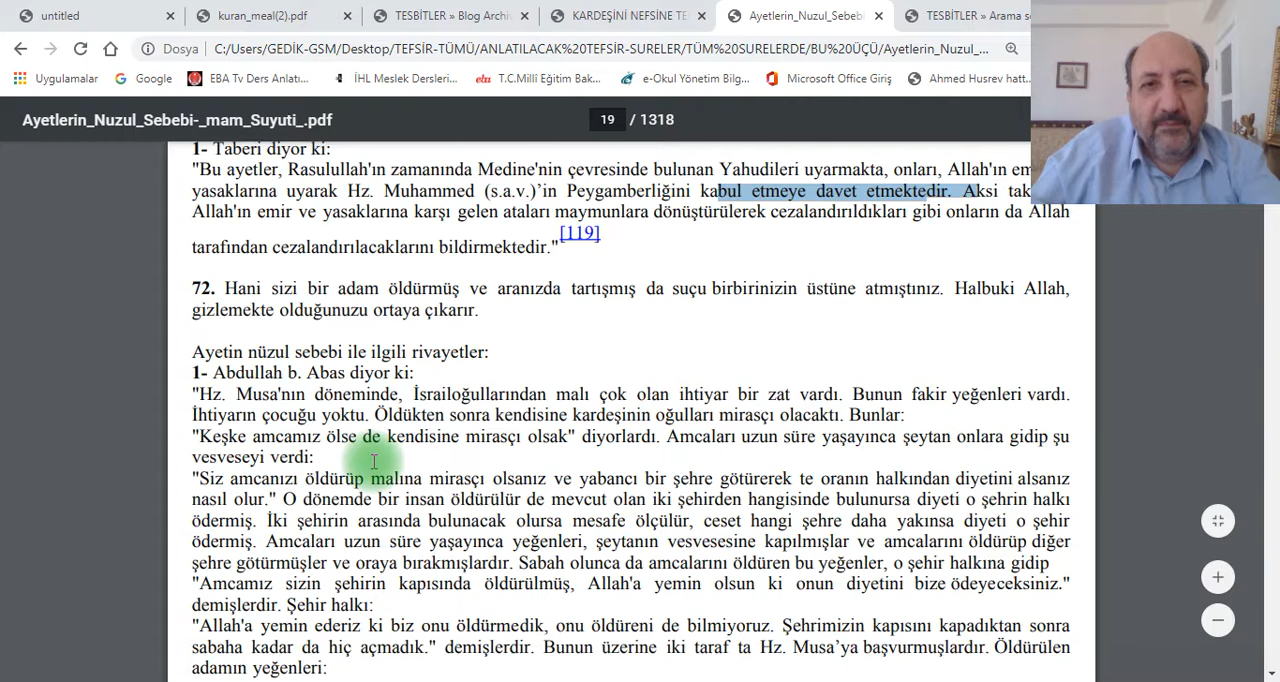 untitled
kuran_meal(2).pdf
TESBİTLER » Blog Archi
KARDEŞİNİ NEFSİNE TE
Ayetlerin_Nuzul_Sebebi
TESBİTLER » Arama s
Dosya C:/Users/GEDİK-GSM/Desktop/TEFSİR-TÜMÜ/ANLATILACAK%20TEFSİR-SURELER/TÜM%20SURELERDE/BU%20ÜÇÜ/Ayetlerin_Nuzul_...
Uygulamalar Google EBA Tv Ders Anlatı... İHL Meslek Dersleri... eba T.C.Millî Eğitim Bak... e-Okul Yönetim Bilg... Microsoft Office Giriş Ahmed Husrev hatt...
Ayetlerin_Nuzul_Sebebi-_mam_Suyuti_.pdf 19 / 1318
1- Taberi diyor ki:
"Bu ayetler, Rasulullah'ın zamanında Medine'nin çevresinde bulunan Yahudileri uyarmakta, onları, Allah'ın em
yasaklarına uyarak Hz. Muhammed (s.a.v.)’in Peygamberliğini kabul etmeye davet etmektedir. Aksi tak
Allah'ın emir ve yasaklarına karşı gelen ataları maymunlara dönüştürülerek cezalandırıldıkları gibi onların da Allah
tarafından cezalandırılacaklarını bildirmektedir."[119]
72. Hani sizi bir adam öldürmüş ve aranızda tartışmış da suçu birbirinizin üstüne atmıştınız. Halbuki Allah,
gizlemekte olduğunuzu ortaya çıkarır.
Ayetin nüzul sebebi ile ilgili rivayetler:
1- Abdullah b. Abas diyor ki:
"Hz. Musa'nın döneminde, İsrailoğullarından malı çok olan ihtiyar bir zat vardı. Bunun fakir yeğenleri vardı.
İhtiyarın çocuğu yoktu. Öldükten sonra kendisine kardeşinin oğulları mirasçı olacaktı. Bunlar:
"Keşke amcamız ölse de kendisine mirasçı olsak" diyorlardı. Amcaları uzun süre yaşayınca şeytan onlara gidip şu
vesveseyi verdi:
"Siz amcanızı öldürüp malına mirasçı olsanız ve yabancı bir şehre götürerek te oranın halkından diyetini alsanız
nasıl olur." O dönemde bir insan öldürülür de mevcut olan iki şehirden hangisinde bulunursa diyeti o şehrin halkı
ödermiş. İki şehirin arasında bulunacak olursa mesafe ölçülür, ceset hangi şehre daha yakınsa diyeti o şehir
ödermiş. Amcaları uzun süre yaşayınca yeğenleri, şeytanın vesvesesine kapılmışlar ve amcalarını öldürüp diğer
şehre götürmüşler ve oraya bırakmışlardır. Sabah olunca da amcalarını öldüren bu yeğenler, o şehir halkına gidip
"Amcamız sizin şehirin kapısında öldürülmüş, Allah'a yemin olsun ki onun diyetini bize ödeyeceksiniz."
demişlerdir. Şehir halkı:
"Allah'a yemin ederiz ki biz onu öldürmedik, onu öldüreni de bilmiyoruz. Şehrimizin kapısını kapadıktan sonra
sabaha kadar da hiç açmadık." demişlerdir. Bunun üzerine iki taraf ta Hz. Musa’ya başvurmuşlardır. Öldürülen
adamın yeğenleri: